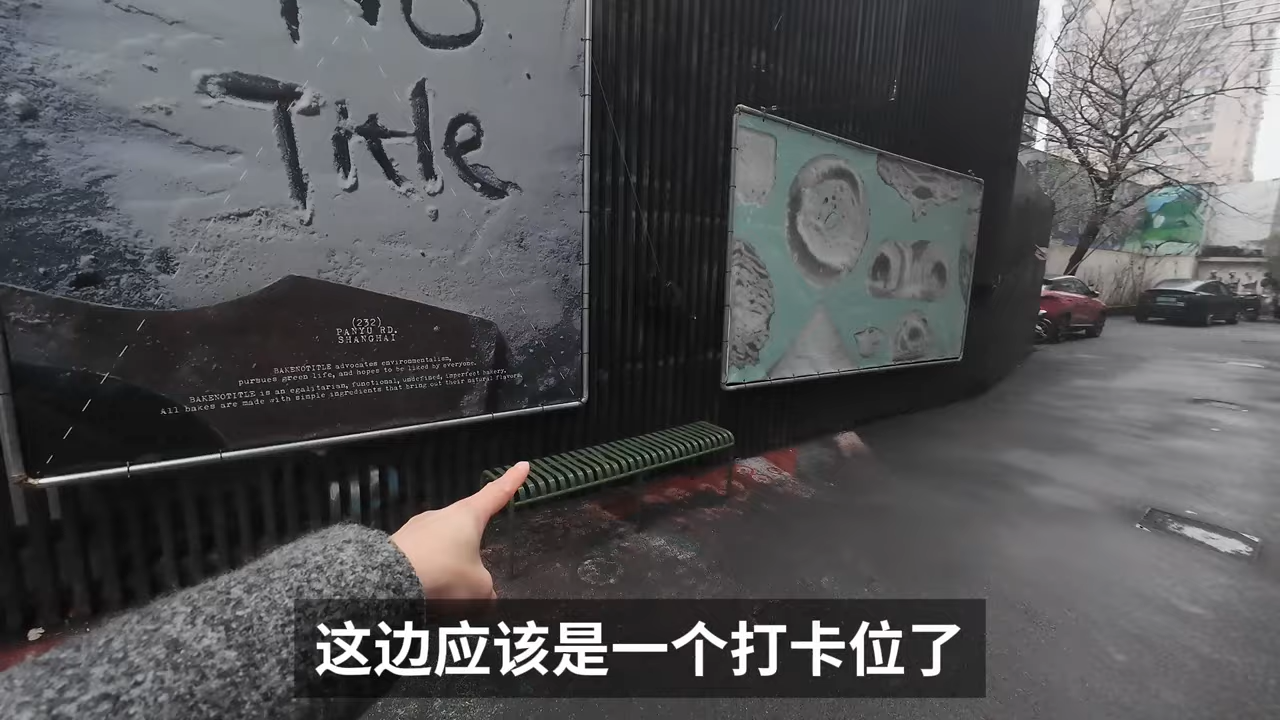 No
Title
(232)
PANYU RD.
SHANGHAI
BAKENOTITLE advocates environmentalism,
pursues green life, and hopes to be liked by everyone.
BAKENOTITLE is an egalitarian, functional, undefined, imperfect bakery.
All bakes are made with simple ingredients that bring out their natural flavors
这边应该是一个打卡位了